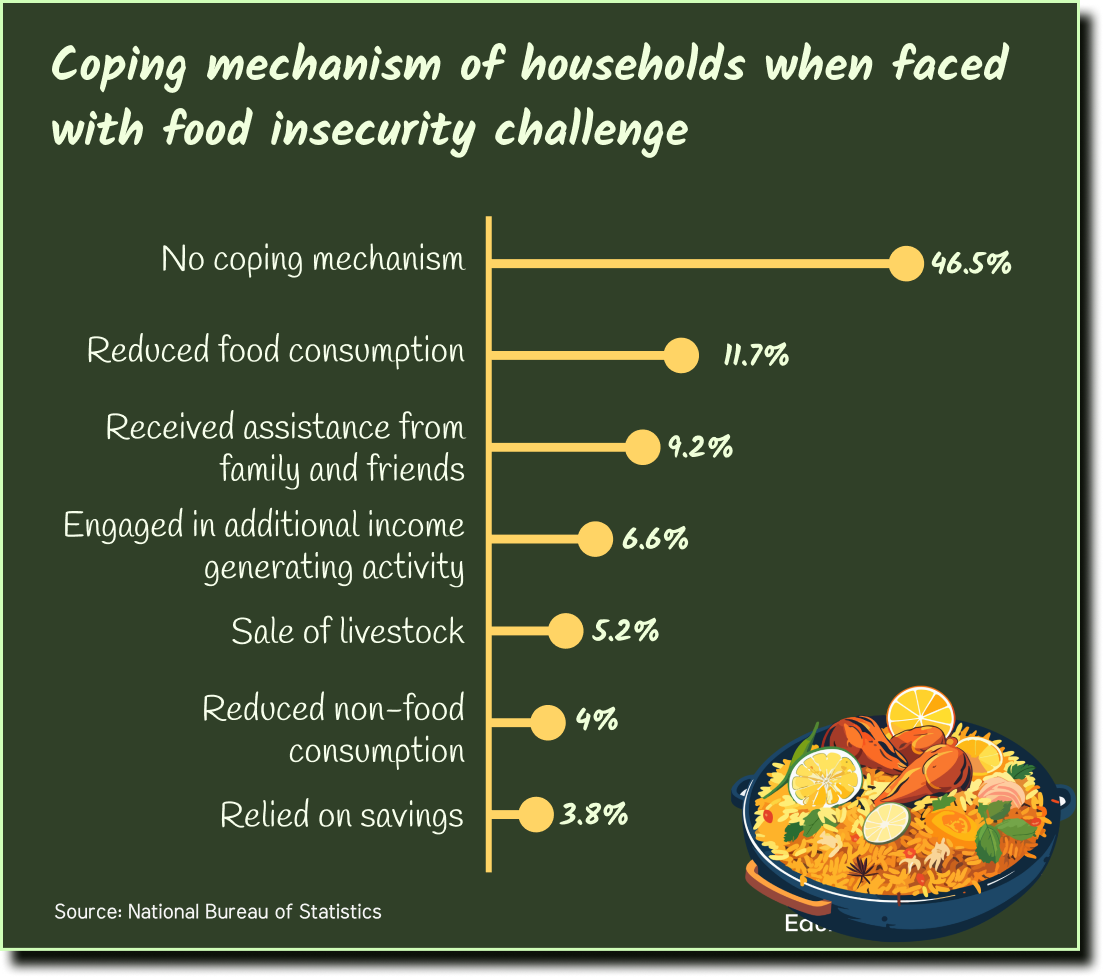 Coping mechanism of households when faced
with food insecurity challenge
No coping mechanism
46.5%
Reduced food consumption
11.7%
Received assistance from
family and friends
9.2%
Engaged in additional income
generating activity
6.6%
Sale of livestock
5.2%
Reduced non-food
consumption
4%
Relied on savings
3.8%
Source: National Bureau of Statistics